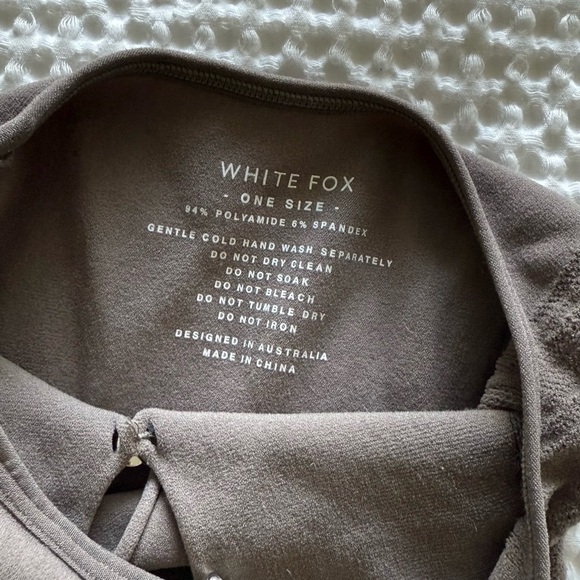 WHITE FOX
- ONE SIZE -
94% POLYAMIDE 6% SPANDEX
GENTLE COLD HAND WASH SEPARATELY
DO NOT DRY CLEAN
DO NOT SOAK
DO NOT BLEACH
DO NOT TUMBLE DRY
DO NOT IRON
DESIGNED IN AUSTRALIA
MADE IN CHINA